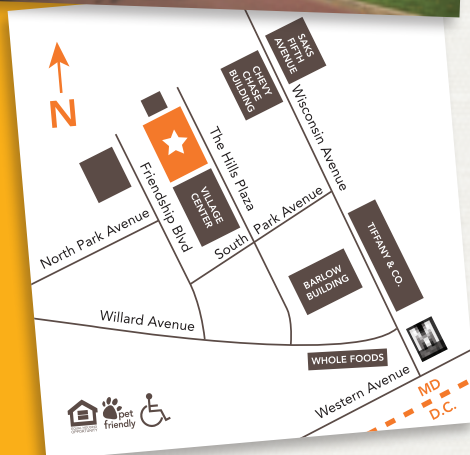 SAKS
FIFTH
AVENUE
CHEVY
CHASE
BUILDING
Wisconsin Avenue
N
The Hills Plaza
Friendship Blvd
VILLAGE
CENTER
North Park Avenue
South Park Avenue
TIFFANY & CO.
BARLOW
BUILDING
Willard Avenue
M
WHOLE FOODS
Western Avenue
MD
D.C.
pet
friendly